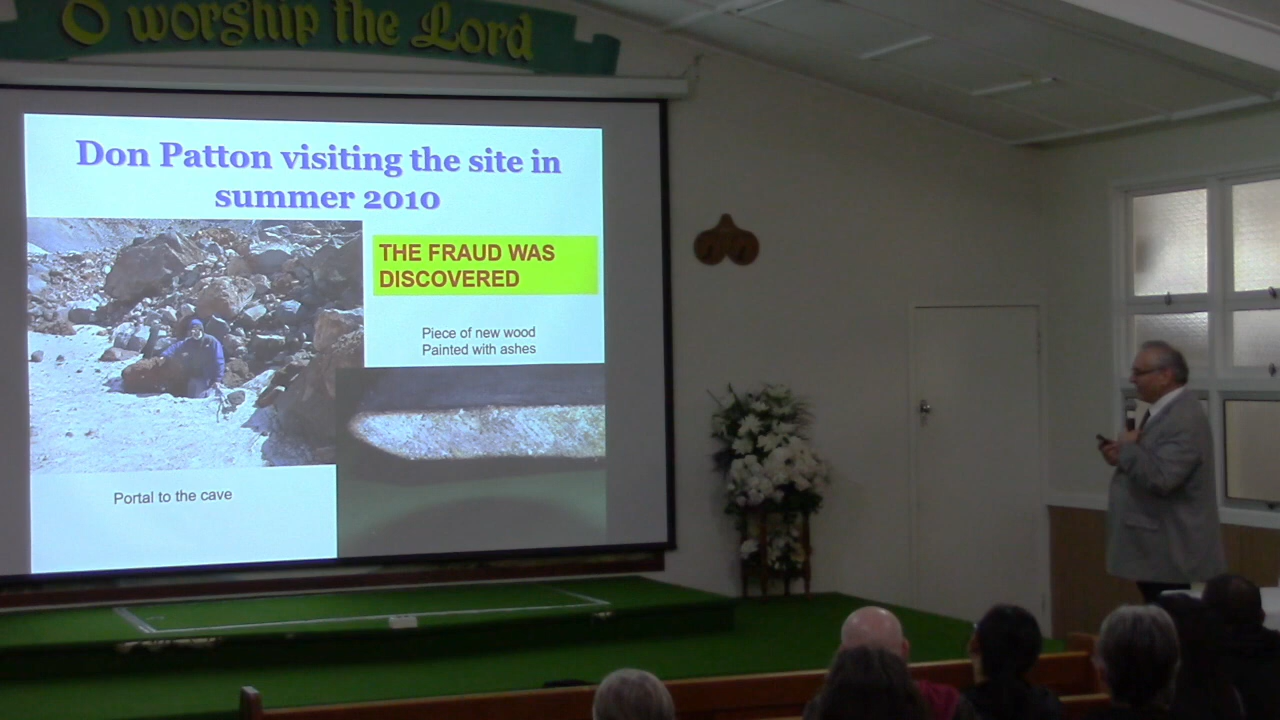 O worship the Lord
Don Patton visiting the site in
summer 2010
THE FRAUD WAS
DISCOVERED
Piece of new wood
Painted with ashes
Portal to the cave